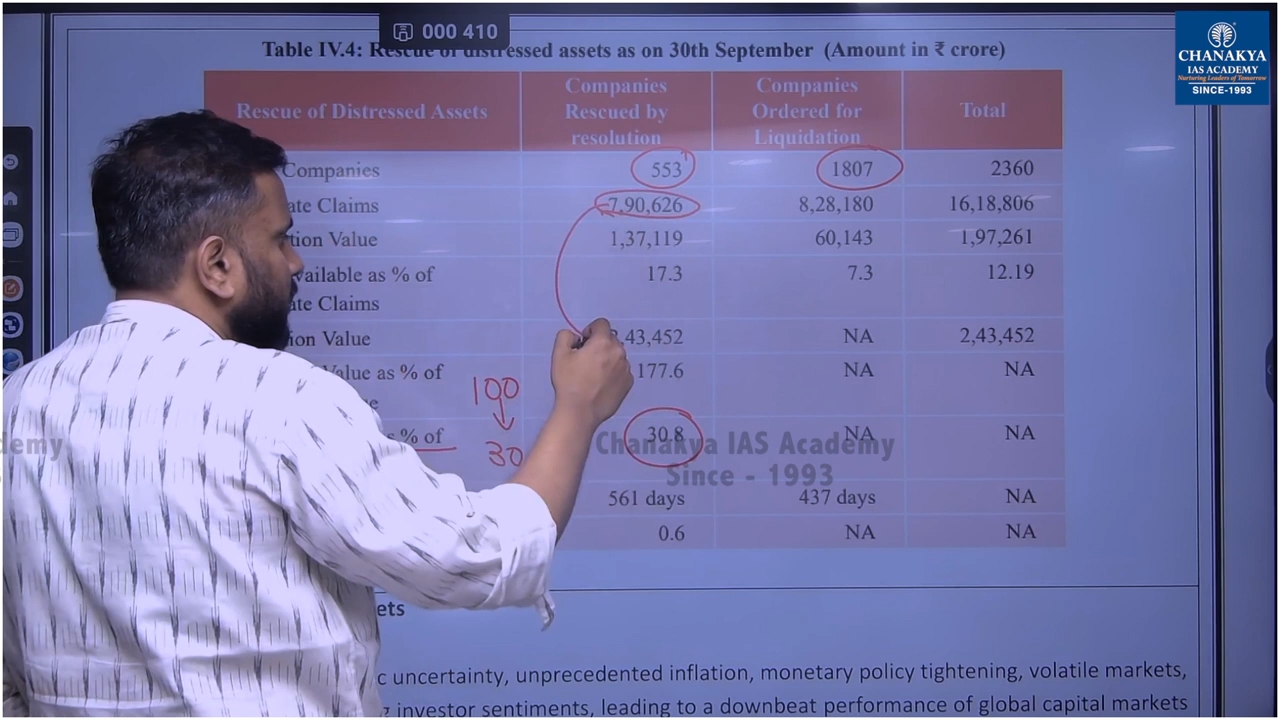 000 410
CHANAKYA
IAS ACADEMY
Nurturing Leaders of Tomorrow
SINCE-1993
Table IV.4: Rescue of distressed assets as on 30th September (Amount in ₹ crore)
Rescue of Distressed Assets Companies Rescued by resolution Companies Ordered for Liquidation Total
Companies 553 1807 2360
ate Claims 7,90,626 8,28,180 16,18,806
tion Value 1,37,119 60,143 1,97,261
vailable as % of 17.3 7.3 12.19
ate Claims
ion Value 2,43,452 NA 2,43,452
Value as % of 177.6 NA NA
100
30
% of 30.8 NA NA
561 days 437 days NA
0.6 NA NA
Chanakya IAS Academy
Since - 1993
demy
ets
c uncertainty, unprecedented inflation, monetary policy tightening, volatile markets,
g investor sentiments, leading to a downbeat performance of global capital markets